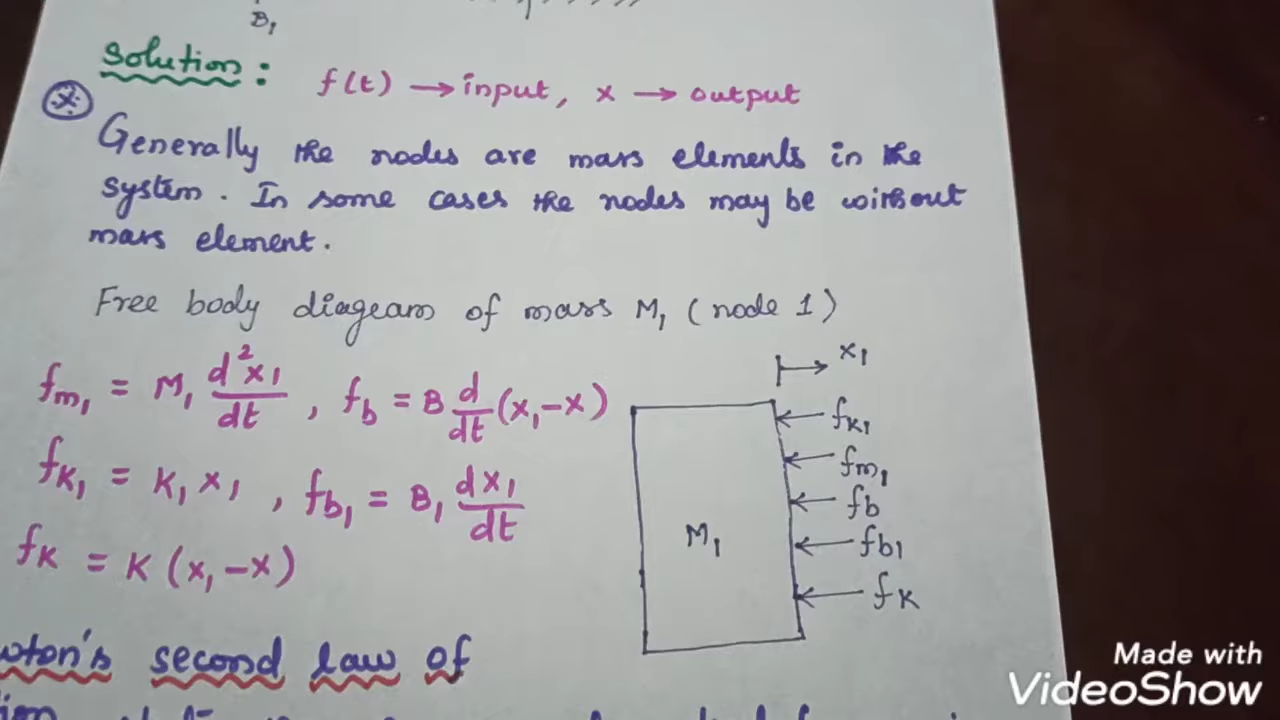 B₁
Solution:
f(t) → input, x → output
Generally the nodes are mass elements in the
system. In some cases the nodes may be without
mass element.
Free body diagram of mass M₁ (node 1)
fm₁ = M₁ d²x₁/dt, fb = B d/dt (x₁-x)
fK₁ = K₁x₁, fb₁ = B₁ dx₁/dt
fK = K(x₁-x)
x₁
fK₁
fm₁
fb
fb₁
fK
M₁
second law of
Made with
VideoShow